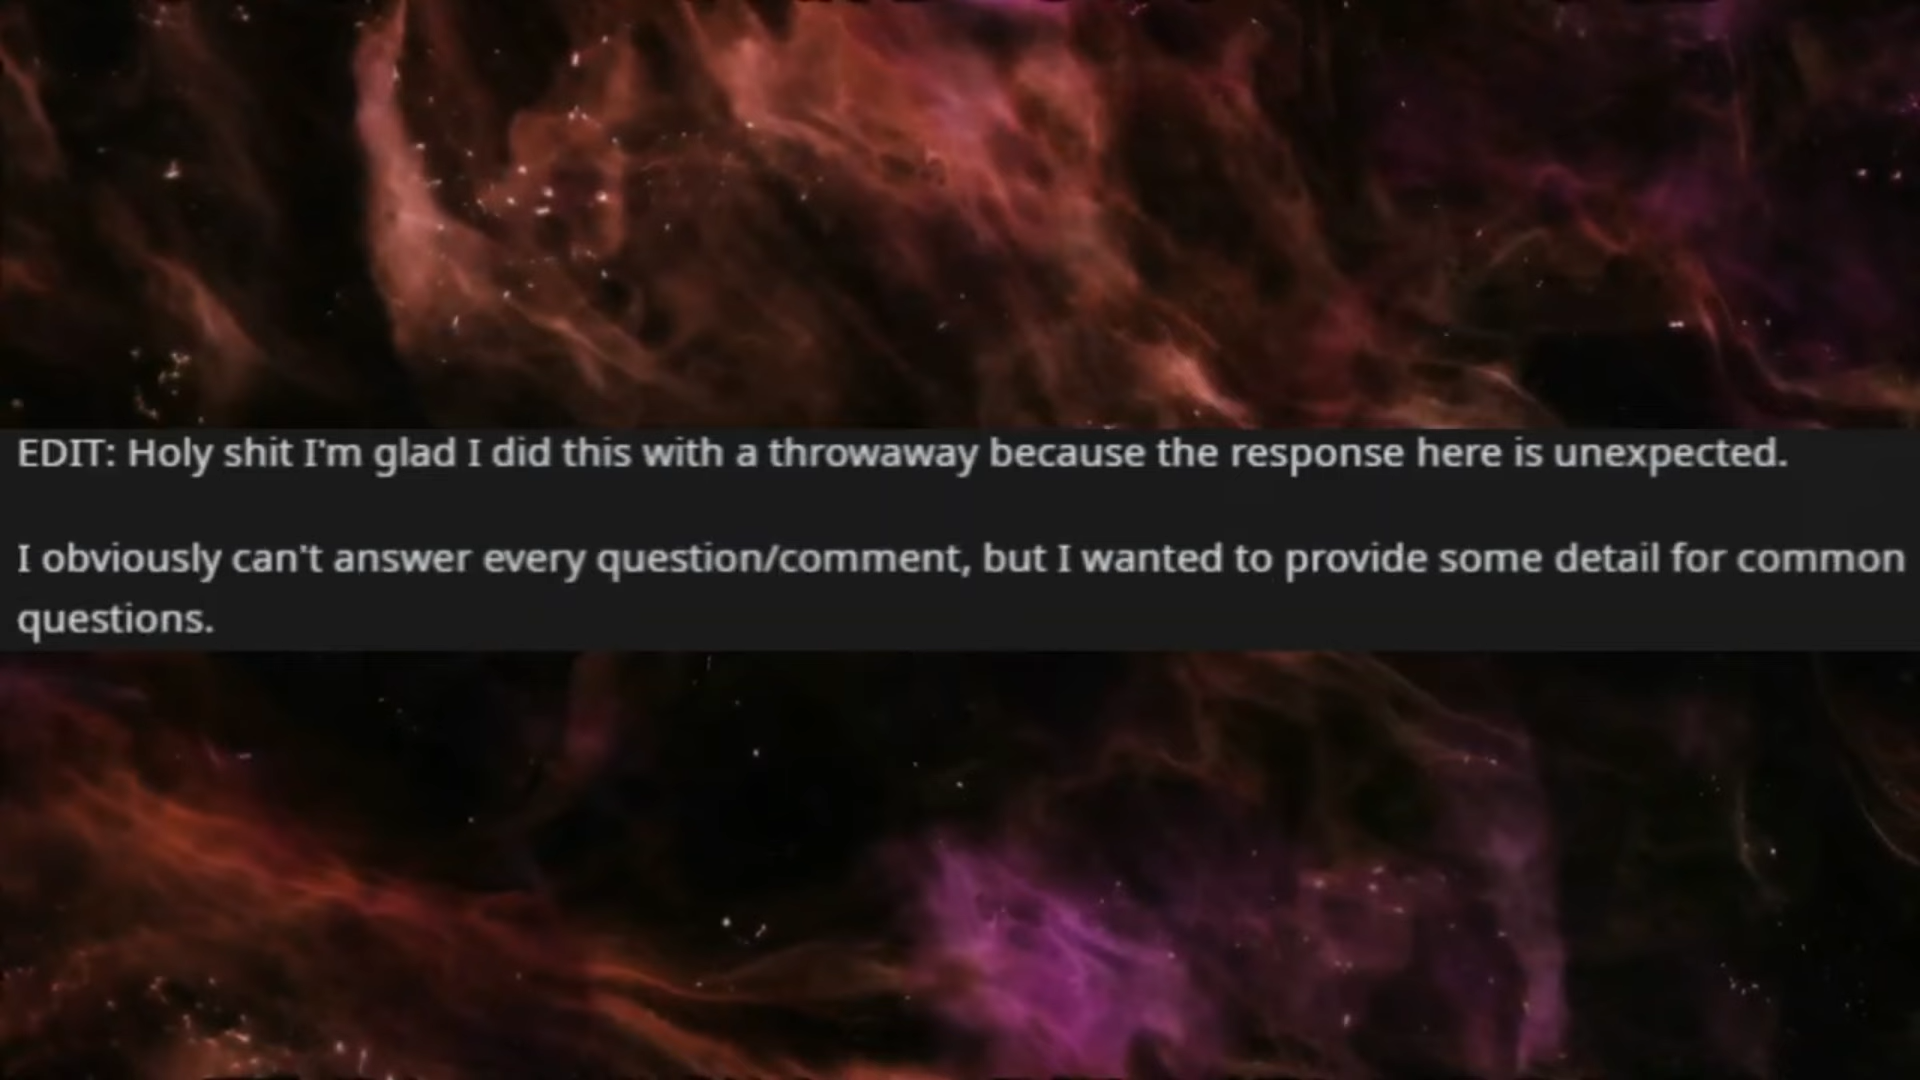 EDIT: Holy shit I'm glad I did this with a throwaway because the response here is unexpected.
I obviously can't answer every question/comment, but I wanted to provide some detail for common
questions.